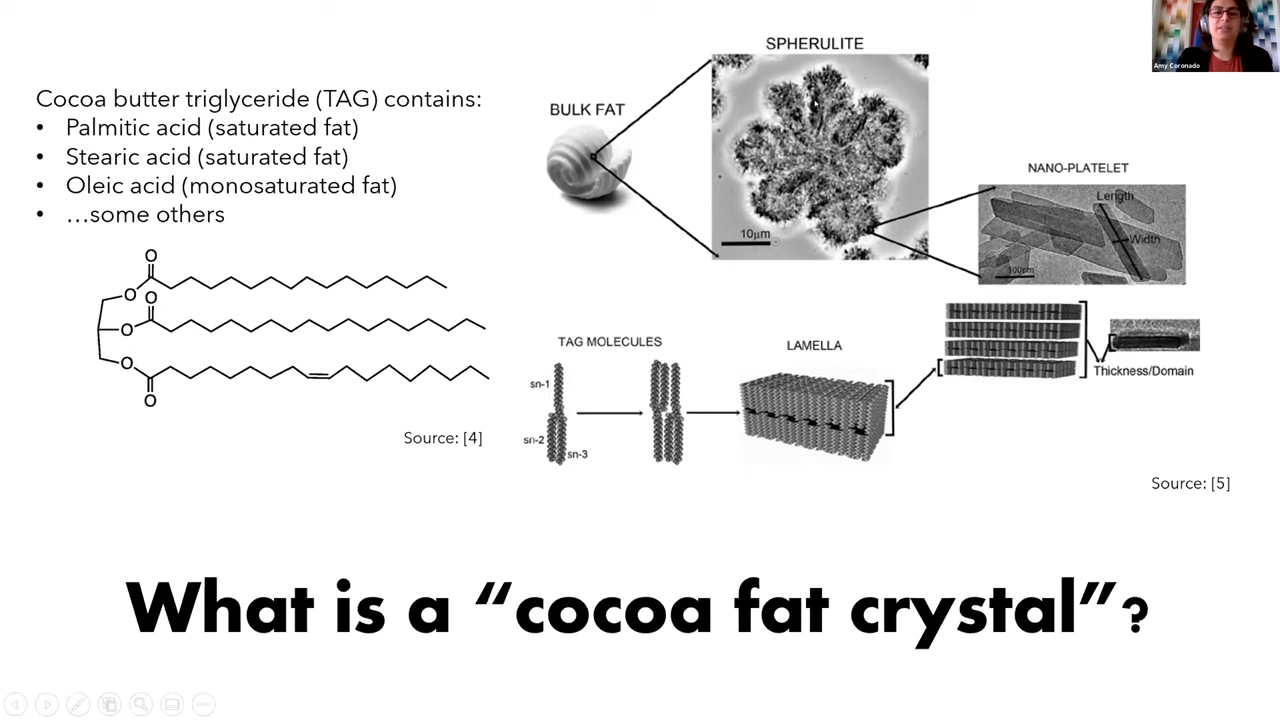 Amy Coronado
Cocoa butter triglyceride (TAG) contains:
• Palmitic acid (saturated fat)
• Stearic acid (saturated fat)
• Oleic acid (monosaturated fat)
• …some others
O
O
O
O
O
O
Source: [4]
BULK FAT
SPHERULITE
10µm
NANO-PLATELET
Length
Width
100nm
TAG MOLECULES
sn-1
sn-2
sn-3
LAMELLA
Thickness/Domain
Source: [5]
What is a “cocoa fat crystal”?